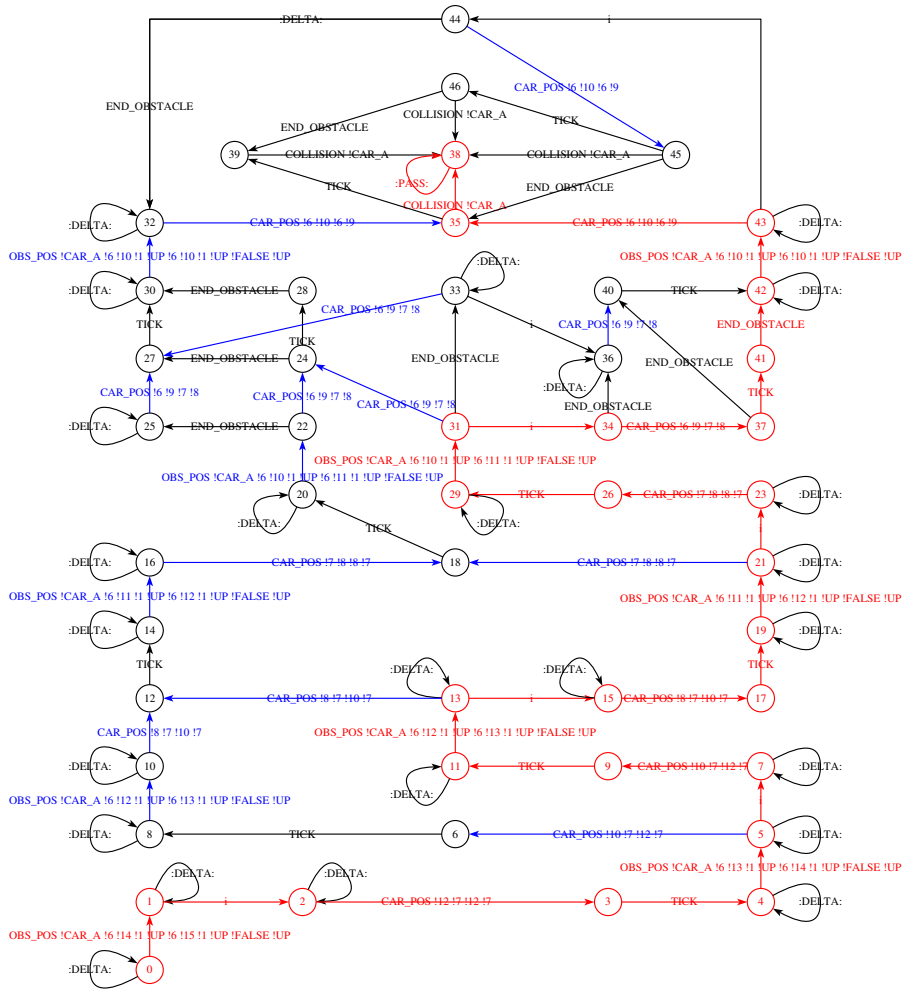 44
:DELTA:
i
46
CAR_POS !6 !10 !6 !9
END_OBSTACLE
COLLISION !CAR_A
TICK
END_OBSTACLE
39
COLLISION !CAR_A
38
COLLISION !CAR_A
45
:PASS:
TICK
END_OBSTACLE
COLLISION !CAR_A
:DELTA:
32
CAR_POS !6 !10 !6 !9
35
CAR_POS !6 !10 !6 !9
43
:DELTA:
OBS_POS !CAR_A !6 !10 !1 !UP !6 !10 !1 !UP !FALSE !UP
:DELTA:
OBS_POS !CAR_A !6 !10 !1 !UP !6 !10 !1 !UP !FALSE !UP
:DELTA:
30
END_OBSTACLE
28
33
40
TICK
42
:DELTA:
CAR_POS !6 !9 !7 !8
TICK
i
CAR_POS !6 !9 !7 !8
END_OBSTACLE
TICK
27
END_OBSTACLE
24
END_OBSTACLE
36
END_OBSTACLE
41
:DELTA:
CAR_POS !6 !9 !7 !8
CAR_POS !6 !9 !7 !8
CAR_POS !6 !9 !7 !8
END_OBSTACLE
TICK
:DELTA:
25
END_OBSTACLE
22
31
i
34
CAR_POS !6 !9 !7 !8
37
OBS_POS !CAR_A !6 !10 !1 !UP !6 !11 !1 !UP !FALSE !UP
OBS_POS !CAR_A !6 !10 !1 !UP !6 !11 !1 !UP !FALSE !UP
20
29
TICK
26
CAR_POS !7 !8 !8 !7
23
:DELTA:
:DELTA:
TICK
:DELTA:
i
:DELTA:
16
CAR_POS !7 !8 !8 !7
18
CAR_POS !7 !8 !8 !7
21
:DELTA:
OBS_POS !CAR_A !6 !11 !1 !UP !6 !12 !1 !UP !FALSE !UP
OBS_POS !CAR_A !6 !11 !1 !UP !6 !12 !1 !UP !FALSE !UP
:DELTA:
14
19
:DELTA:
TICK
:DELTA:
:DELTA:
TICK
12
CAR_POS !8 !7 !10 !7
13
i
15
CAR_POS !8 !7 !10 !7
17
CAR_POS !8 !7 !10 !7
OBS_POS !CAR_A !6 !12 !1 !UP !6 !13 !1 !UP !FALSE !UP
:DELTA:
10
11
TICK
9
CAR_POS !10 !7 !12 !7
7
:DELTA:
OBS_POS !CAR_A !6 !12 !1 !UP !6 !13 !1 !UP !FALSE !UP
:DELTA:
i
:DELTA:
8
TICK
6
CAR_POS !10 !7 !12 !7
5
:DELTA:
:DELTA:
:DELTA:
OBS_POS !CAR_A !6 !13 !1 !UP !6 !14 !1 !UP !FALSE !UP
1
i
2
CAR_POS !12 !7 !12 !7
3
TICK
4
:DELTA:
OBS_POS !CAR_A !6 !14 !1 !UP !6 !15 !1 !UP !FALSE !UP
:DELTA:
0